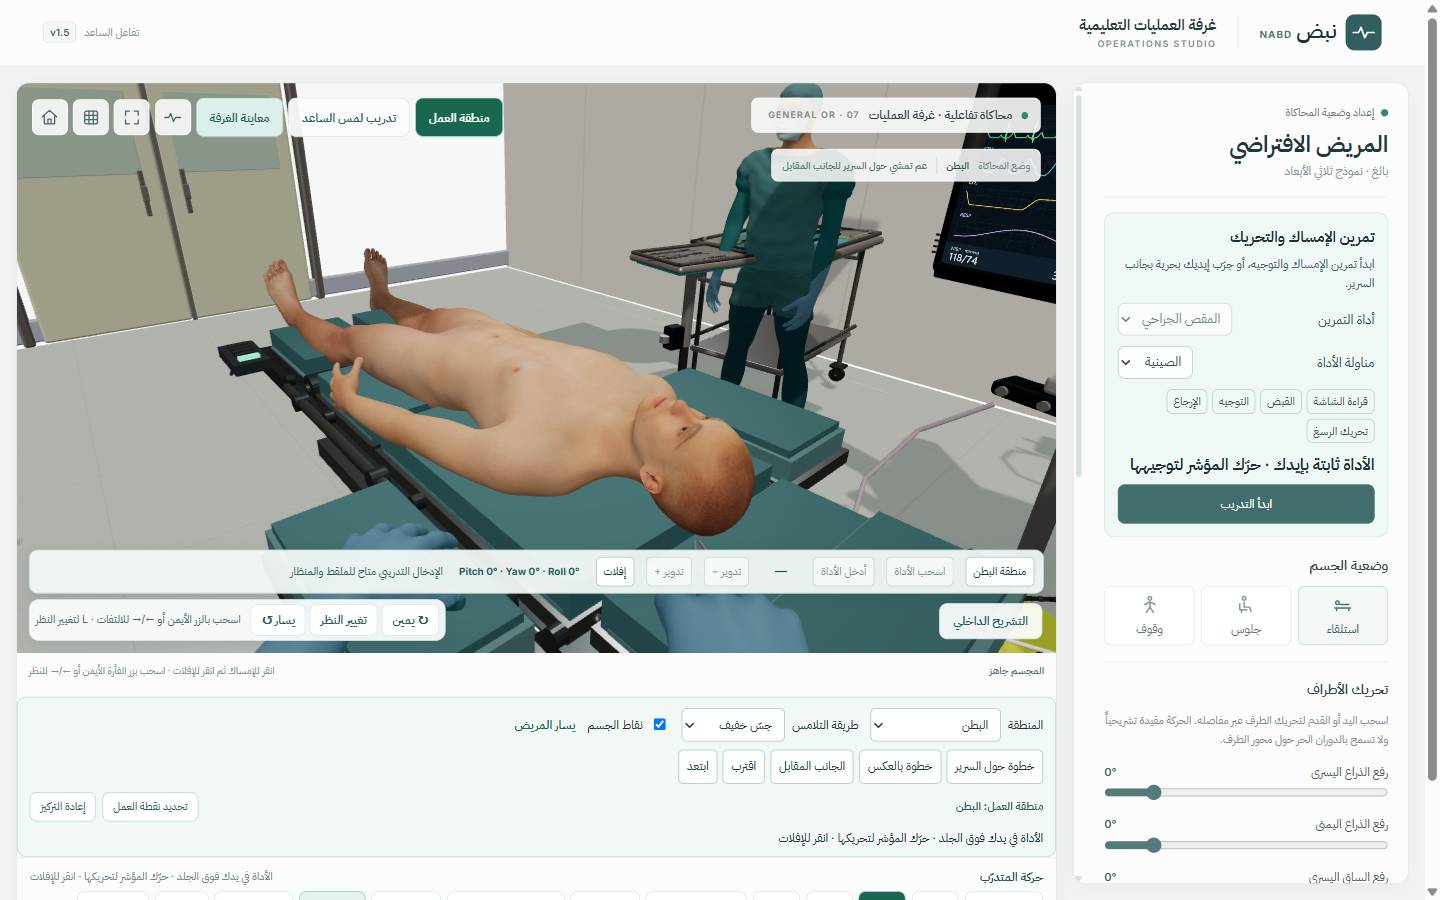 نبض NABD
غرفة العمليات التعليمية
OPERATIONS STUDIO
تفاعل الساعد v1.5
إعداد وضعية المحاكاة
المريض الافتراضي
بالغ · نموذج ثلاثي الأبعاد
تمرين الإمساك والتحريك
ابدأ تمرين الإمساك والتوجيه، أو جرّب إيديك بحرية بجانب
السرير.
أداة التمرين المقص الجراحي
مناولة الأداة الصينية
قراءة الشاشة القبض التوجيه الإرجاع
تحريك الرسغ
الأداة ثابتة بإيدك · حرّك المؤشر لتوجيهها
ابدأ التدريب
وضعية الجسم
استلقاء جلوس وقوف
تحريك الأطراف
اسحب اليد أو القدم لتحريك الطرف عبر مفاصله. الحركة مقيدة تشريحياً
ولا تسمح بالدوران الحر حول محور الطرف.
رفع الذراع اليسرى 0°
رفع الذراع اليمنى 0°
رفع الساق اليسرى 0°
محاكاة تفاعلية · غرفة العمليات GENERAL OR · 07
وضع المحاكاة البطن عم تمشي حول السرير للجانب المقابل
منطقة العمل تدريب لمس الساعد معاينة الغرفة
RESP
118/74
منطقة البطن اسحب الأداة أدخل الأداة — تدوير − تدوير + إفلات Pitch 0° · Yaw 0° · Roll 0° الإدخال التدريبي متاح للملقط والمنظار
التشريح الداخلي
↻ يمين تغيير النظر يسار ↺ اسحب بالزر الأيمن أو ←/→ للالتفات · L لتغيير النظر
المجسم جاهز
انقر للإمساك ثم انقر للإفلات · اسحب بزر الفأرة الأيمن أو ←/→ للنظر
المنطقة البطن طريقة التلامس جسّ خفيف نقاط الجسم يسار المريض
خطوة حول السرير خطوة بالعكس الجانب المقابل اقترب ابتعد
منطقة العمل: البطن تحديد نقطة العمل إعادة التركيز
الأداة في يدك فوق الجلد · حرّك المؤشر لتحريكها · انقر للإفلات
حركة المتدرّب
الأداة في يدك فوق الجلد · حرّك المؤشر لتحريكها · انقر للإفلات